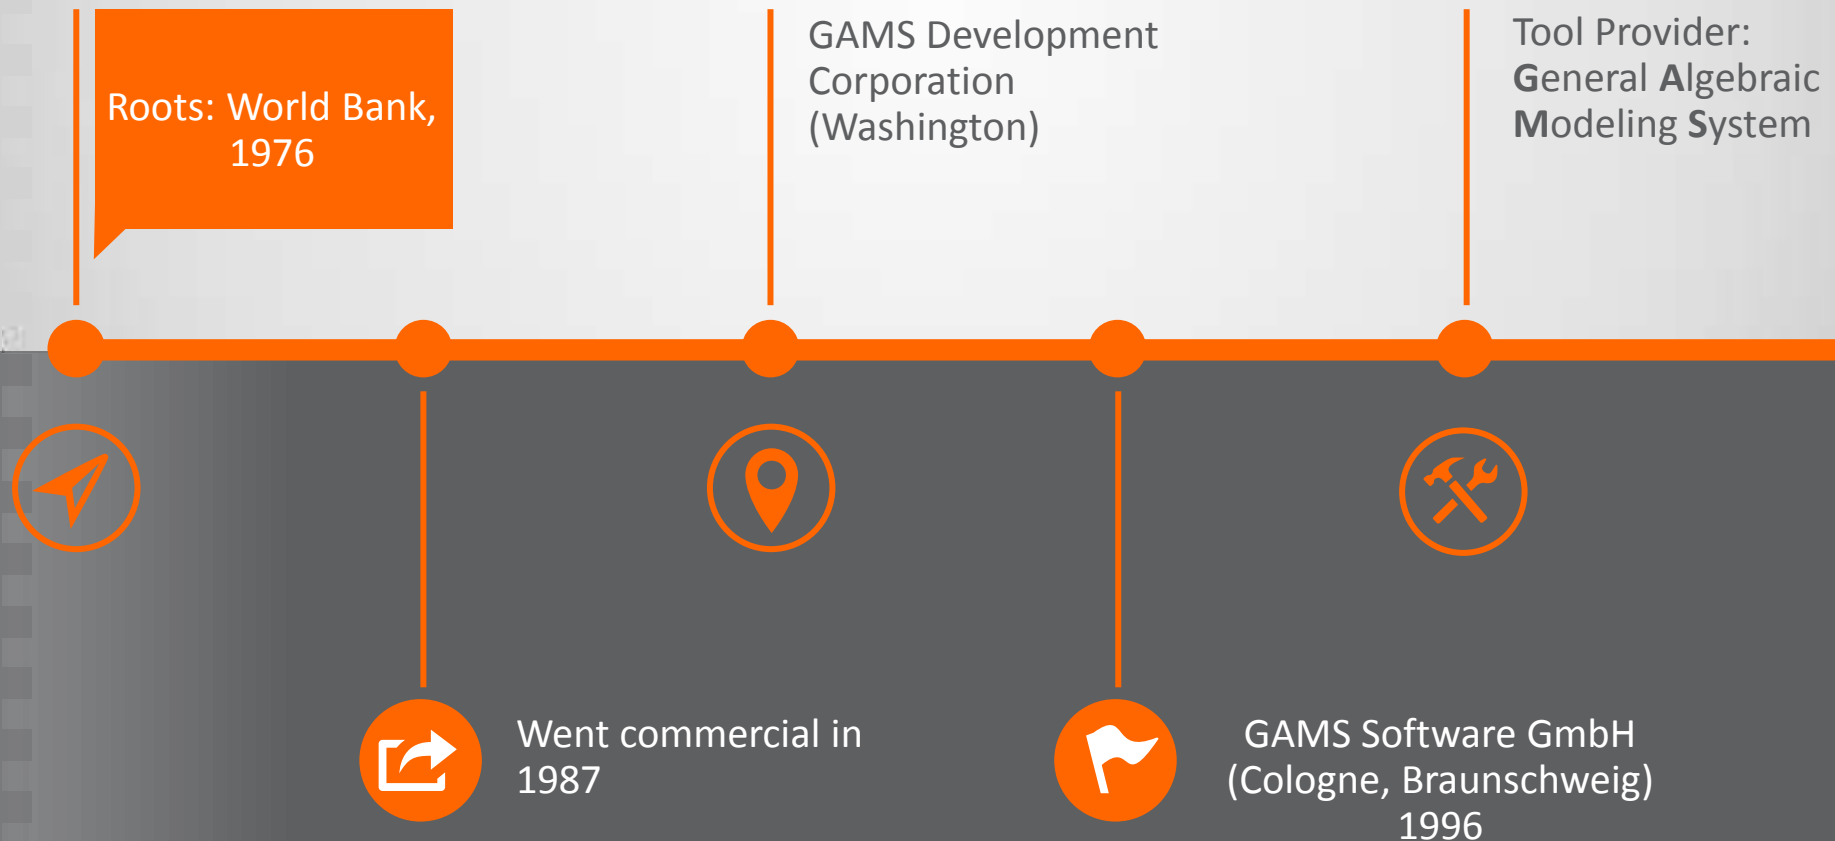 Roots: World Bank,
1976
Went commercial in
1987
GAMS Development
Corporation
(Washington)
GAMS Software GmbH
(Cologne, Braunschweig)
1996
Tool Provider:
General Algebraic
Modeling System